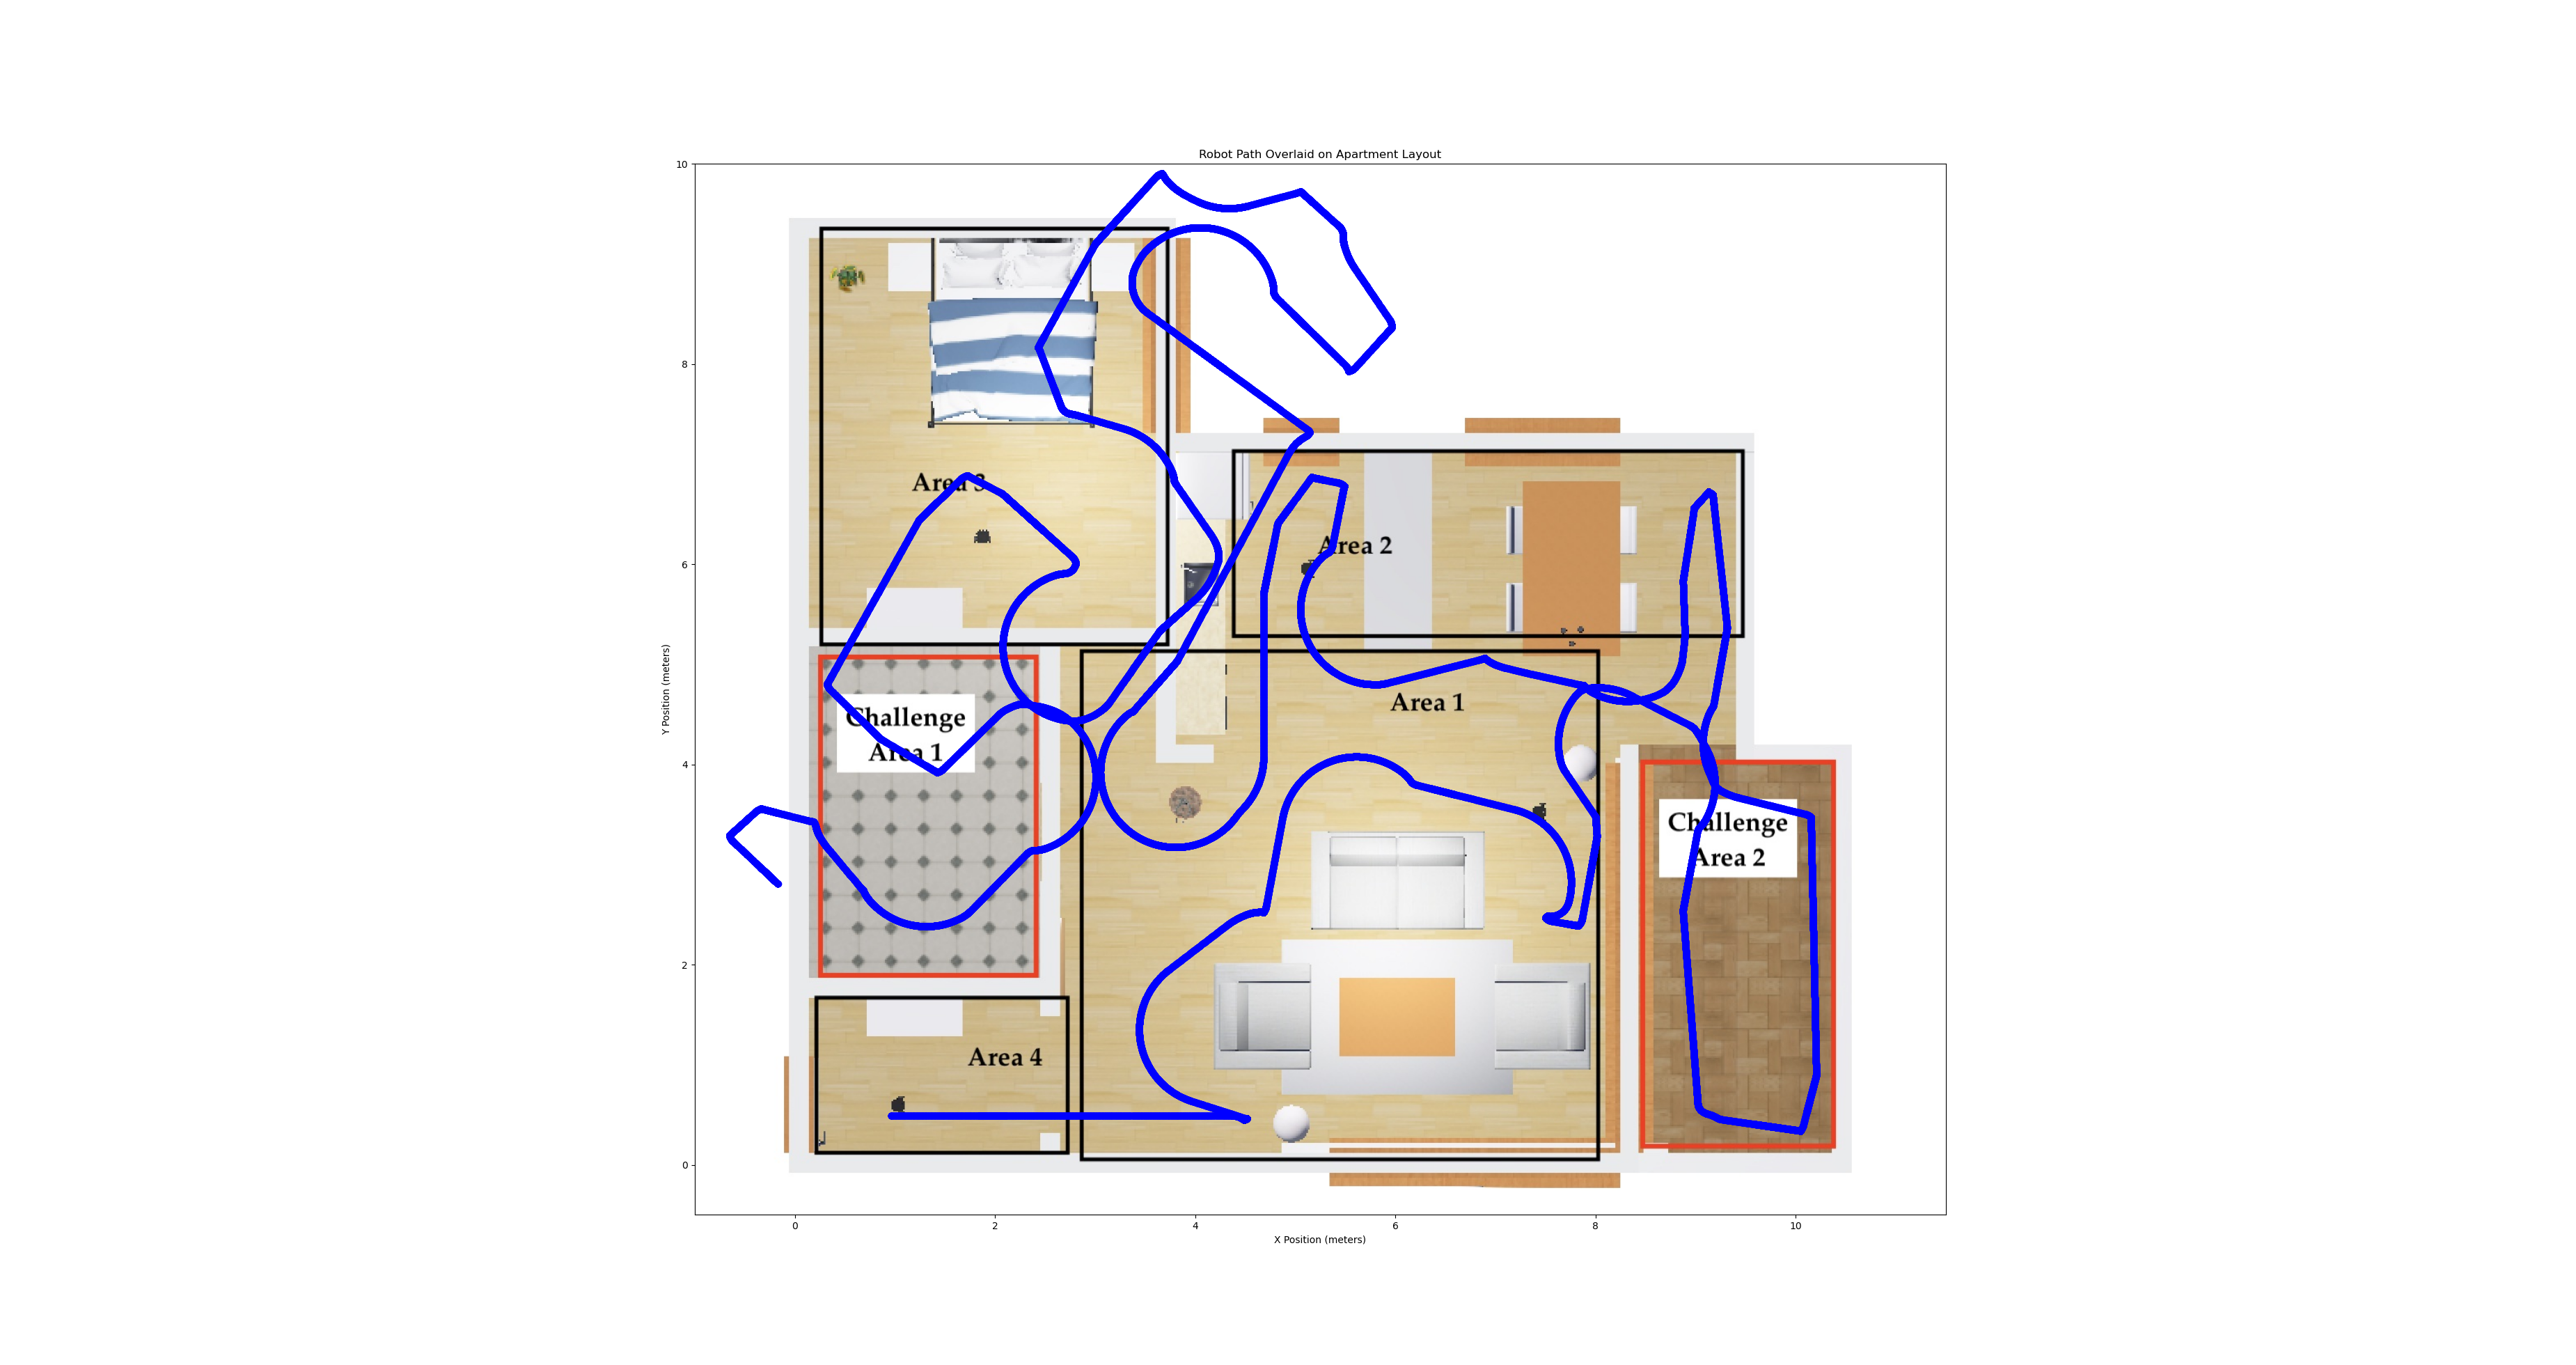 Robot Path Overlaid on Apartment Layout
10
8
6
4
2
0
Y Position (meters)
Area 3
Area 2
Area 1
Challenge
Area 1
Challenge
Area 2
Area 4
0
2
4
6
8
10
X Position (meters)